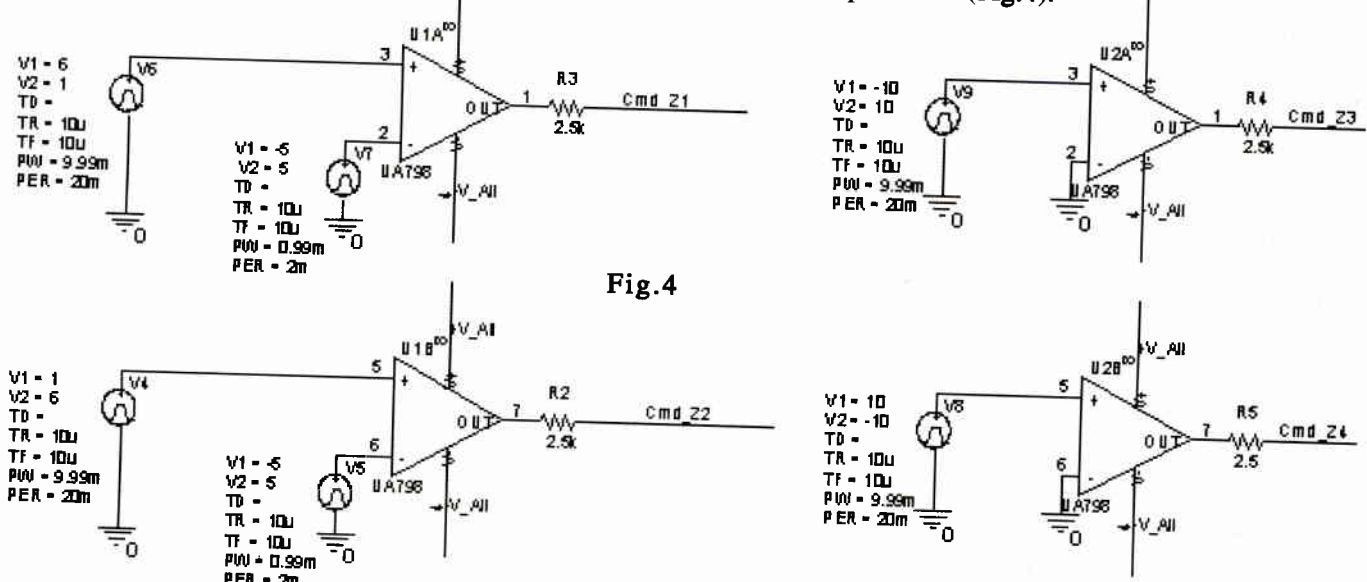 (Fig.4).
U1A
V1 = 6
V2 = 1
TD =
TR = 10u
TF = 10u
PW = 9.99m
PER = 20m
V6
3
+
OUT
1
R3
2.5k
Cmd_Z1
2
-
V7
UA798
V1 = -5
V2 = 5
TD =
TR = 10u
TF = 10u
PW = 0.99m
PER = 2m
V_All
0
0
U2A
V1 = -10
V2 = 10
TD =
TR = 10u
TF = 10u
PW = 9.99m
PER = 20m
V9
3
+
OUT
1
R4
2.5k
Cmd_Z3
2
-
UA798
V_All
0
0
Fig.4
V_All
U1B
V1 = 1
V2 = 6
TD =
TR = 10u
TF = 10u
PW = 9.99m
PER = 20m
V4
5
+
OUT
7
R2
2.5k
Cmd_Z2
6
-
V5
UA798
V1 = -5
V2 = 5
TD =
TR = 10u
TF = 10u
PW = 0.99m
PER = 2m
V_All
0
0
V_All
U2B
V1 = 10
V2 = -10
TD =
TR = 10u
TF = 10u
PW = 9.99m
PER = 20m
V8
5
+
OUT
7
R5
2.5
Cmd_Z4
6
-
UA798
V_All
0
0